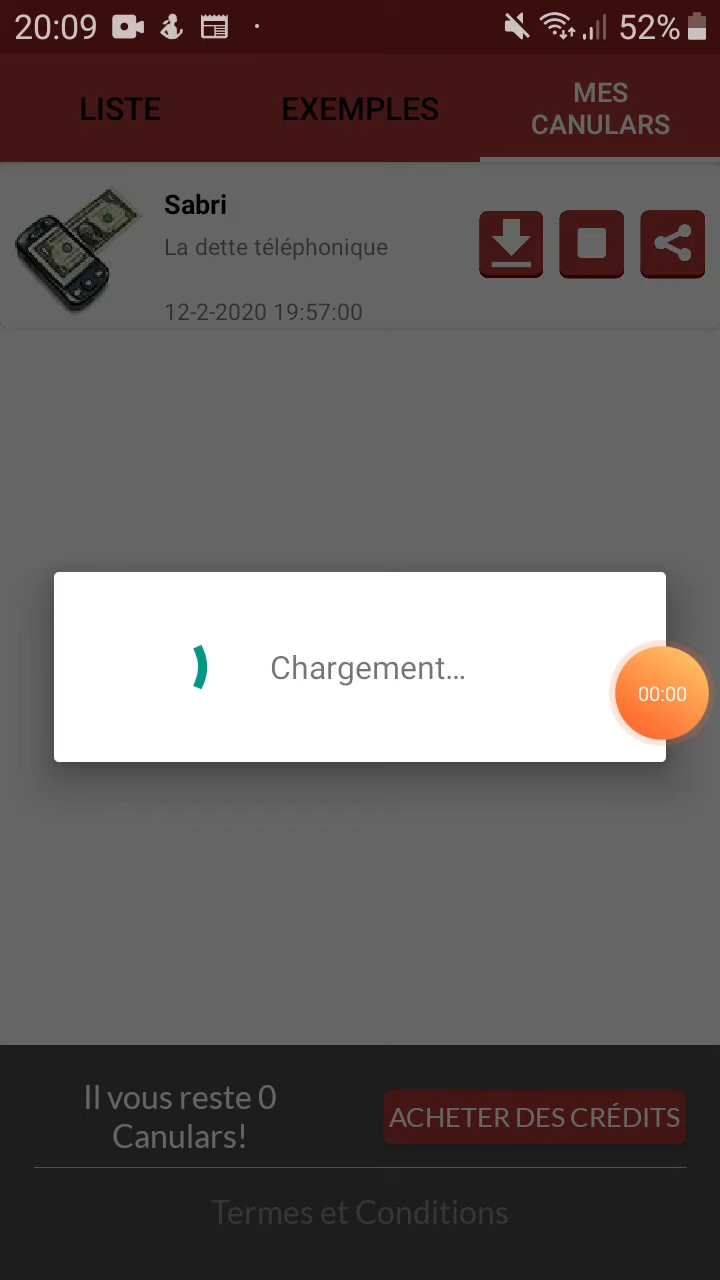 20:09
52%
LISTE
EXEMPLES
MES
CANULARS
Sabri
La dette téléphonique
12-2-2020 19:57:00
Chargement...
00:00
Il vous reste 0
Canulars!
ACHETER DES CRÉDITS
Termes et Conditions